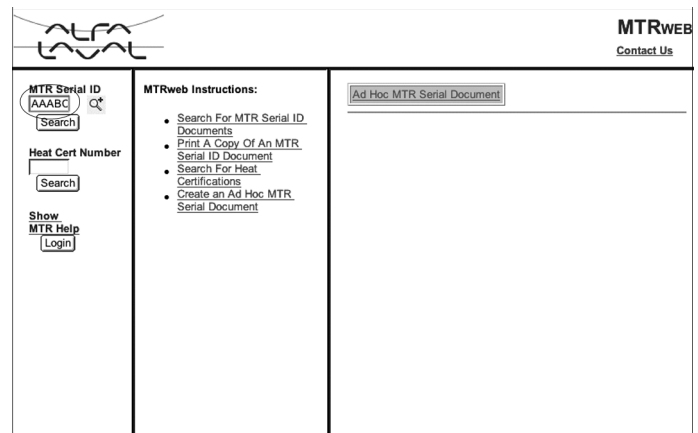 ALFA
LAVAL
MTRWEB
Contact Us
MTR Serial ID
AAABC
Search
Heat Cert Number
Search
Show
MTR Help
Login
MTRweb Instructions:
Search For MTR Serial ID
Documents
Print A Copy Of An MTR
Serial ID Document
Search For Heat
Certifications
Create an Ad Hoc MTR
Serial Document
Ad Hoc MTR Serial Document